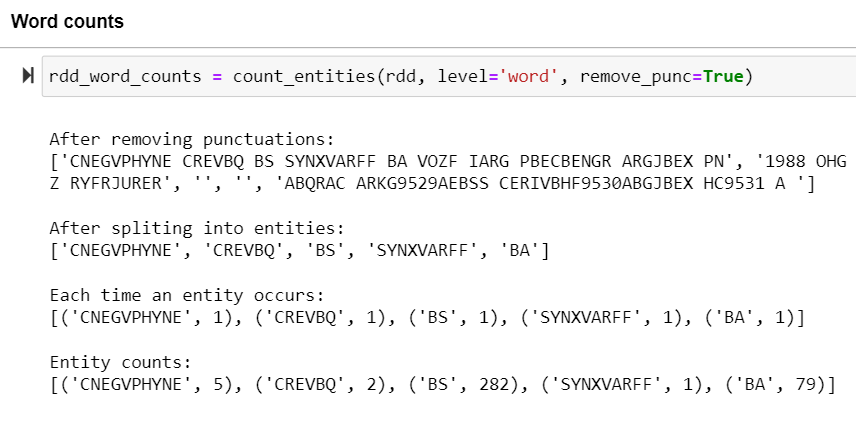 Word counts
rdd_word_counts = count_entities(rdd, level='word', remove_punc=True)
After removing punctuations:
['CNEGVPHYNE CREVBQ BS SYNXVARFF BA VOZF IARG PBECBENGR ARGJBEX PN', '1988 OHG
Z RYFRJURER', '', '', 'ABQRAC ARKG9529AEBSS CERIVBHF9530ABGJBEX HC9531 A ']
After spliting into entities:
['CNEGVPHYNE', 'CREVBQ', 'BS', 'SYNXVARFF', 'BA']
Each time an entity occurs:
[('CNEGVPHYNE', 1), ('CREVBQ', 1), ('BS', 1), ('SYNXVARFF', 1), ('BA', 1)]
Entity counts:
[('CNEGVPHYNE', 5), ('CREVBQ', 2), ('BS', 282), ('SYNXVARFF', 1), ('BA', 79)]